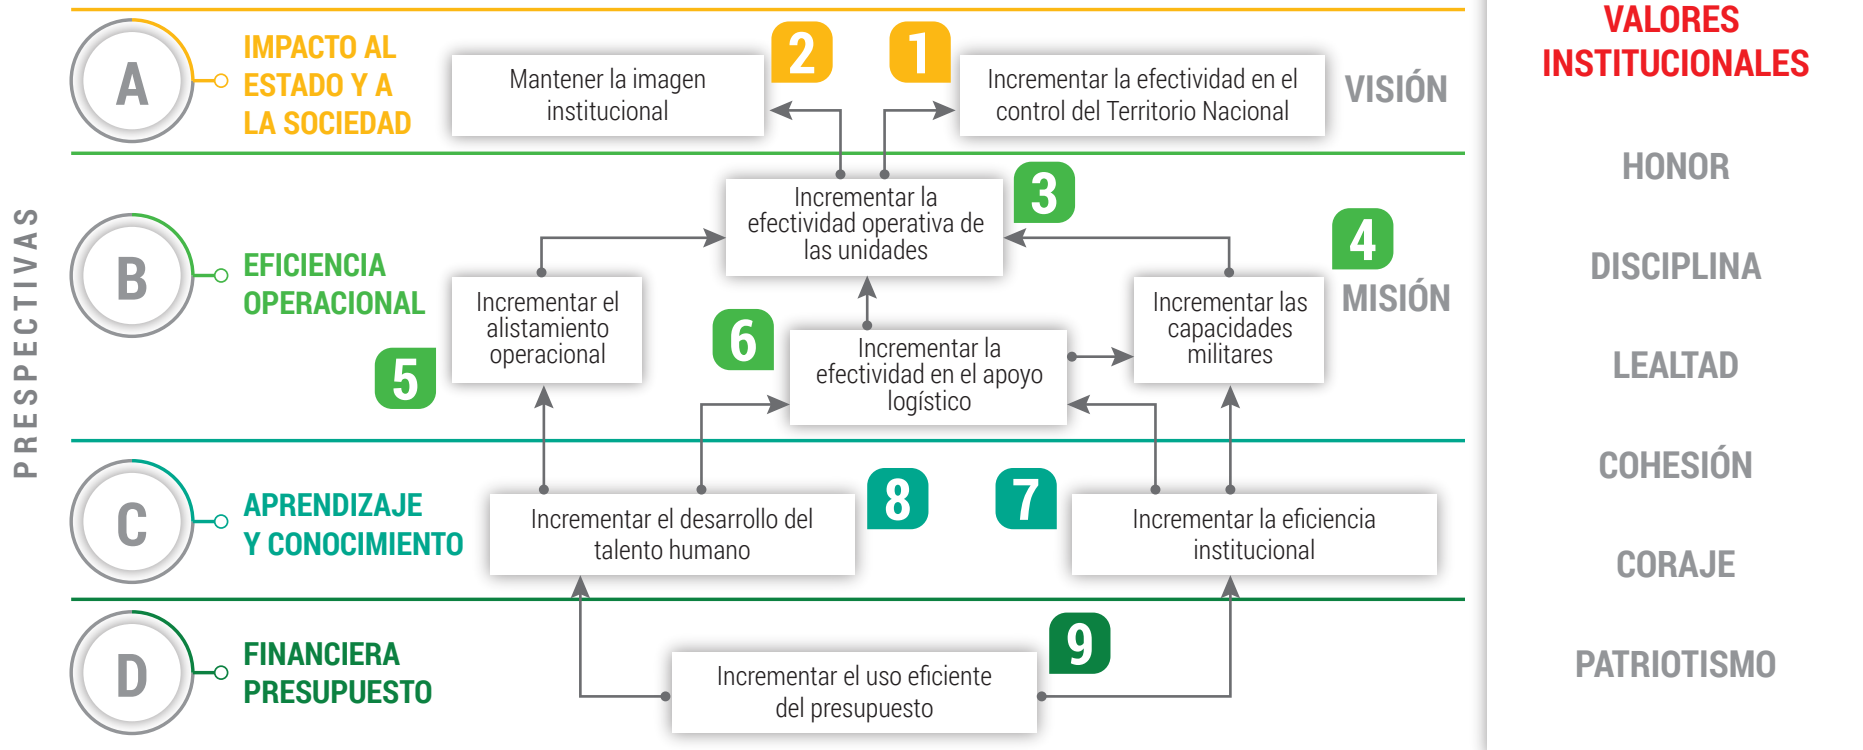 PRESPECTIVAS
A
IMPACTO AL
ESTADO Y A
LA SOCIEDAD
Mantener la imagen
institucional
2
1
Incrementar la efectividad en el
control del Territorio Nacional
VISIÓN
B
EFICIENCIA
OPERACIONAL
Incrementar la
efectividad operativa de
las unidades
3
4
MISIÓN
Incrementar el
alistamiento
operacional
5
6
Incrementar la
efectividad en el apoyo
logístico
Incrementar las
capacidades
militares
C
APRENDIZAJE
Y CONOCIMIENTO
Incrementar el desarrollo del
talento humano
8
7
Incrementar la eficiencia
institucional
D
FINANCIERA
PRESUPUESTO
Incrementar el uso eficiente
del presupuesto
9
VALORES
INSTITUCIONALES
HONOR
DISCIPLINA
LEALTAD
COHESIÓN
CORAJE
PATRIOTISMO